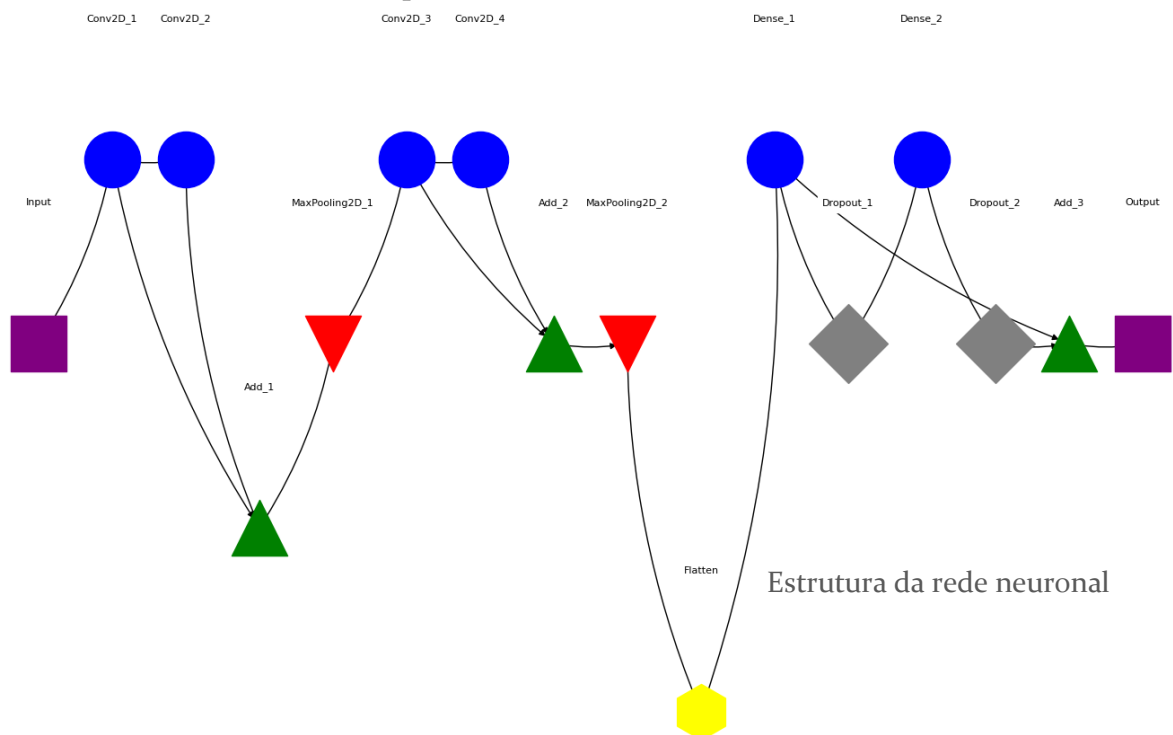 Conv2D_1
Conv2D_2
Conv2D_3
Conv2D_4
Dense_1
Dense_2
Input
MaxPooling2D_1
Add_2
MaxPooling2D_2
Dropout_1
Dropout_2
Add_3
Output
Add_1
Flatten
Estrutura da rede neuronal